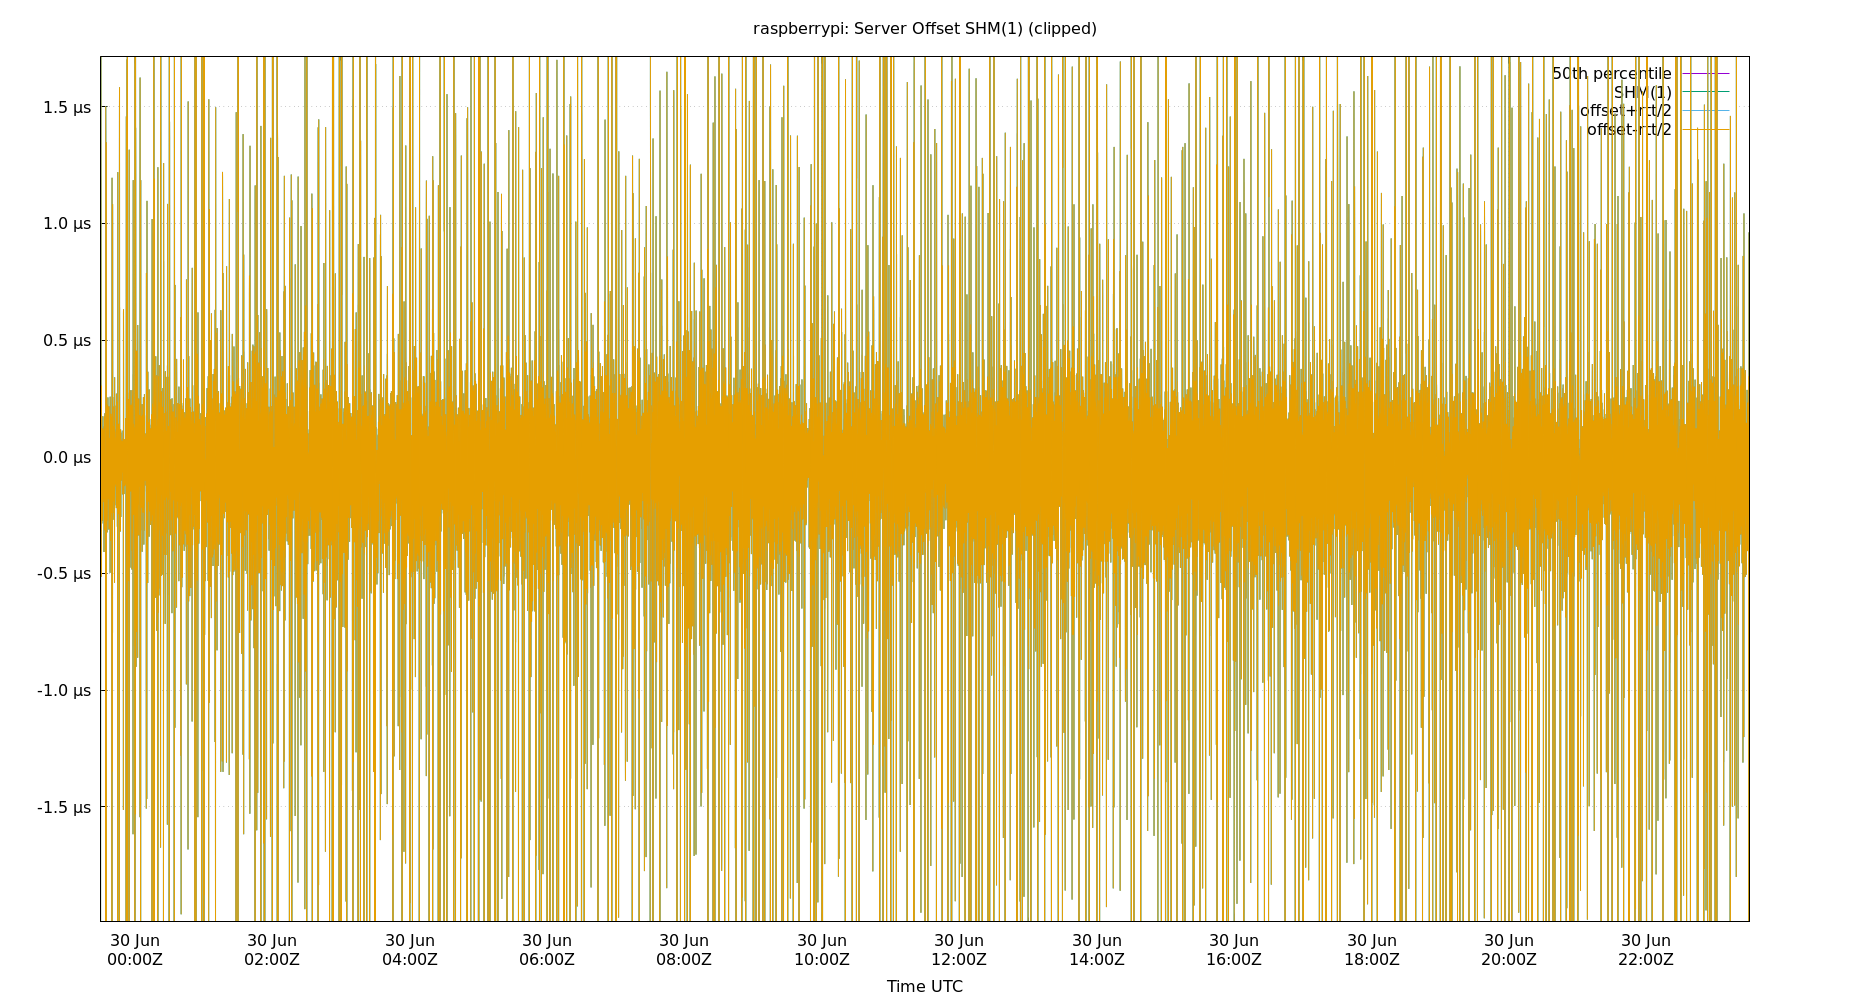 raspberrypi: Server Offset SHM(1) (clipped)
50th percentile
SHM(1)
offset+rtt/2
offset-rtt/2
1.5 µs
1.0 µs
0.5 µs
0.0 µs
-0.5 µs
-1.0 µs
-1.5 µs
30 Jun 30 Jun 30 Jun 30 Jun 30 Jun 30 Jun 30 Jun 30 Jun 30 Jun 30 Jun 30 Jun 30 Jun
00:00Z 02:00Z 04:00Z 06:00Z 08:00Z 10:00Z 12:00Z 14:00Z 16:00Z 18:00Z 20:00Z 22:00Z
Time UTC